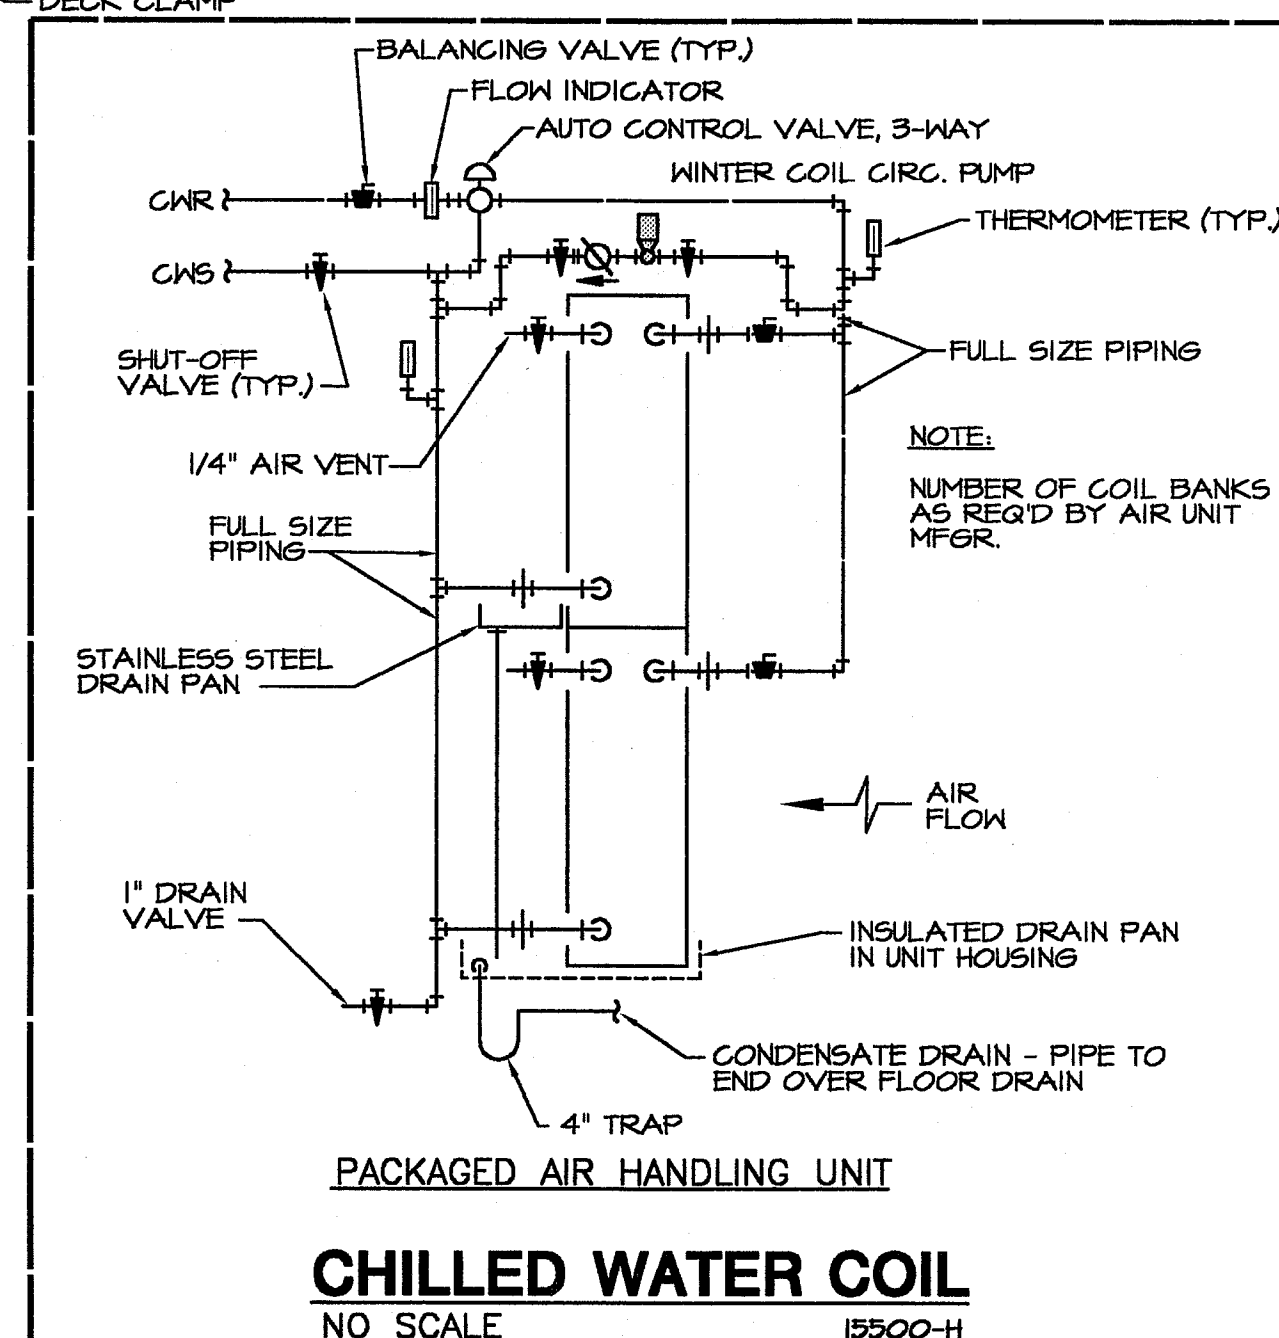 DECK CLAMP
BALANCING VALVE (TYP.)
FLOW INDICATOR
AUTO CONTROL VALVE, 3-WAY
WINTER COIL CIRC. PUMP
CWR
THERMOMETER (TYP.)
CWS
SHUT-OFF
VALVE (TYP.)
FULL SIZE PIPING
1/4" AIR VENT
NOTE:
NUMBER OF COIL BANKS
AS REQ'D BY AIR UNIT
MFGR.
FULL SIZE
PIPING
STAINLESS STEEL
DRAIN PAN
AIR
FLOW
1" DRAIN
VALVE
INSULATED DRAIN PAN
IN UNIT HOUSING
CONDENSATE DRAIN - PIPE TO
END OVER FLOOR DRAIN
4" TRAP
PACKAGED AIR HANDLING UNIT
CHILLED WATER COIL
NO SCALE
15500-H